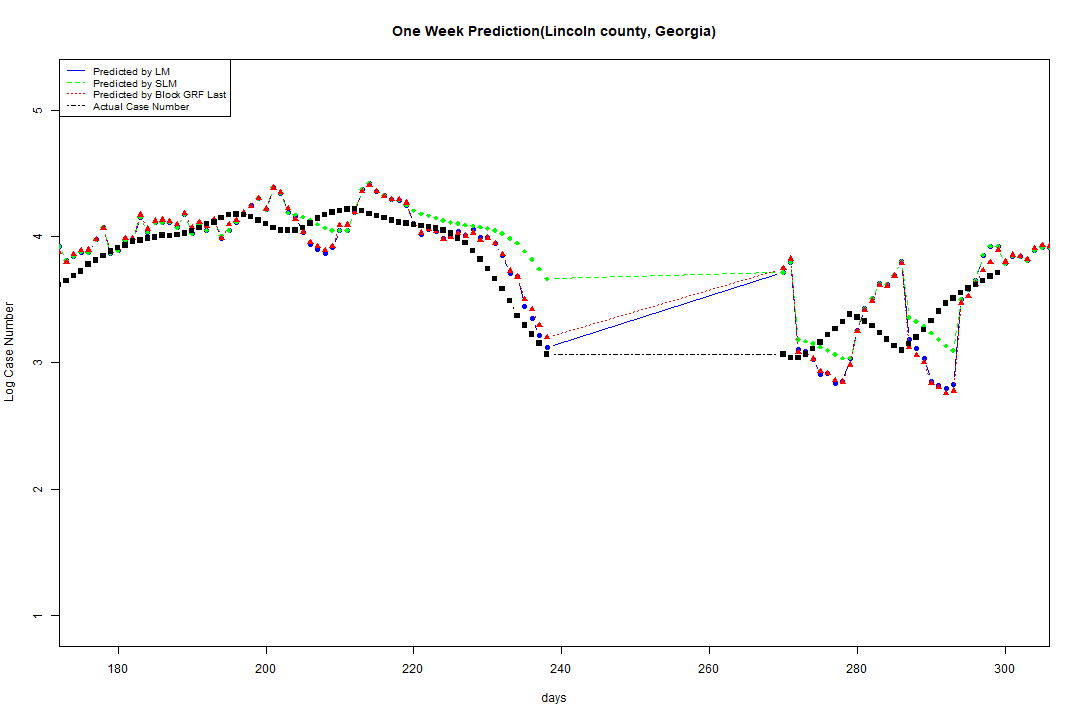 One Week Prediction(Lincoln county, Georgia)
Predicted by LM
Predicted by SLM
Predicted by Block GRF Last
Actual Case Number
5
4
3
2
1
Log Case Number
180 200 220 240 260 280 300
days